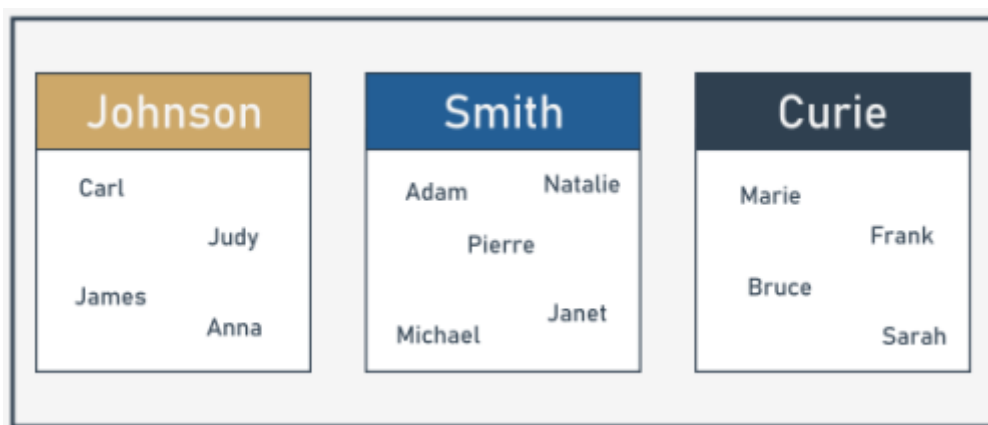 Johnson
Carl
Judy
James
Anna
Smith
Adam
Natalie
Pierre
Janet
Michael
Curie
Marie
Frank
Bruce
Sarah